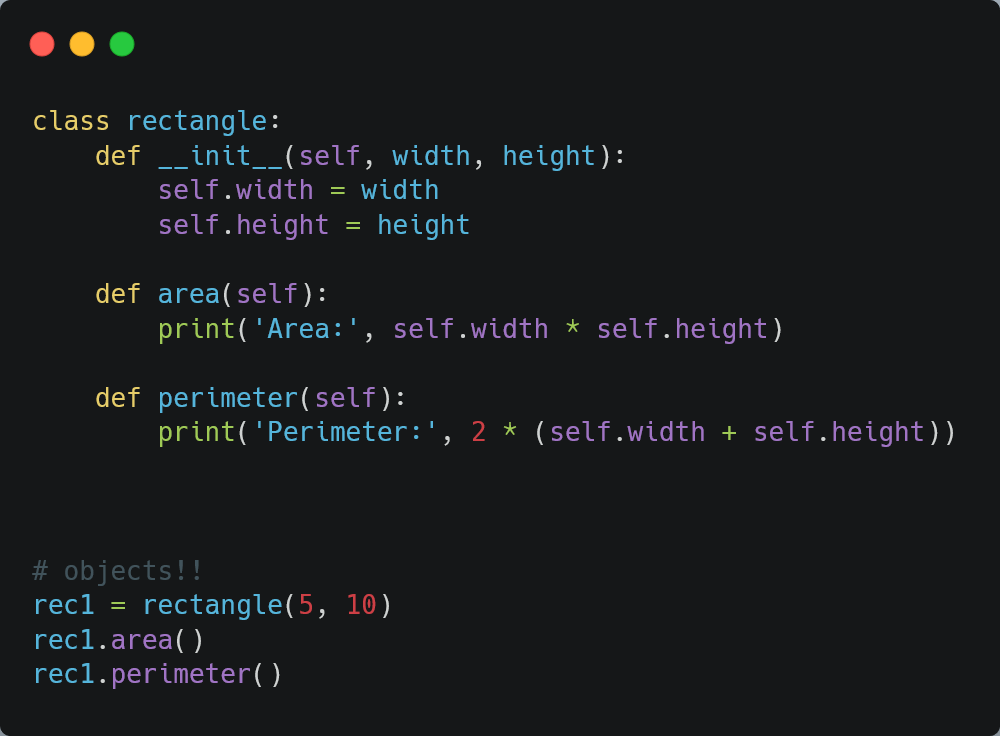 class rectangle:
    def __init__(self, width, height):
        self.width = width
        self.height = height
    def area(self):
        print('Area:', self.width * self.height)
    def perimeter(self):
        print('Perimeter:', 2 * (self.width + self.height))
# objects!!
rec1 = rectangle(5, 10)
rec1.area()
rec1.perimeter()